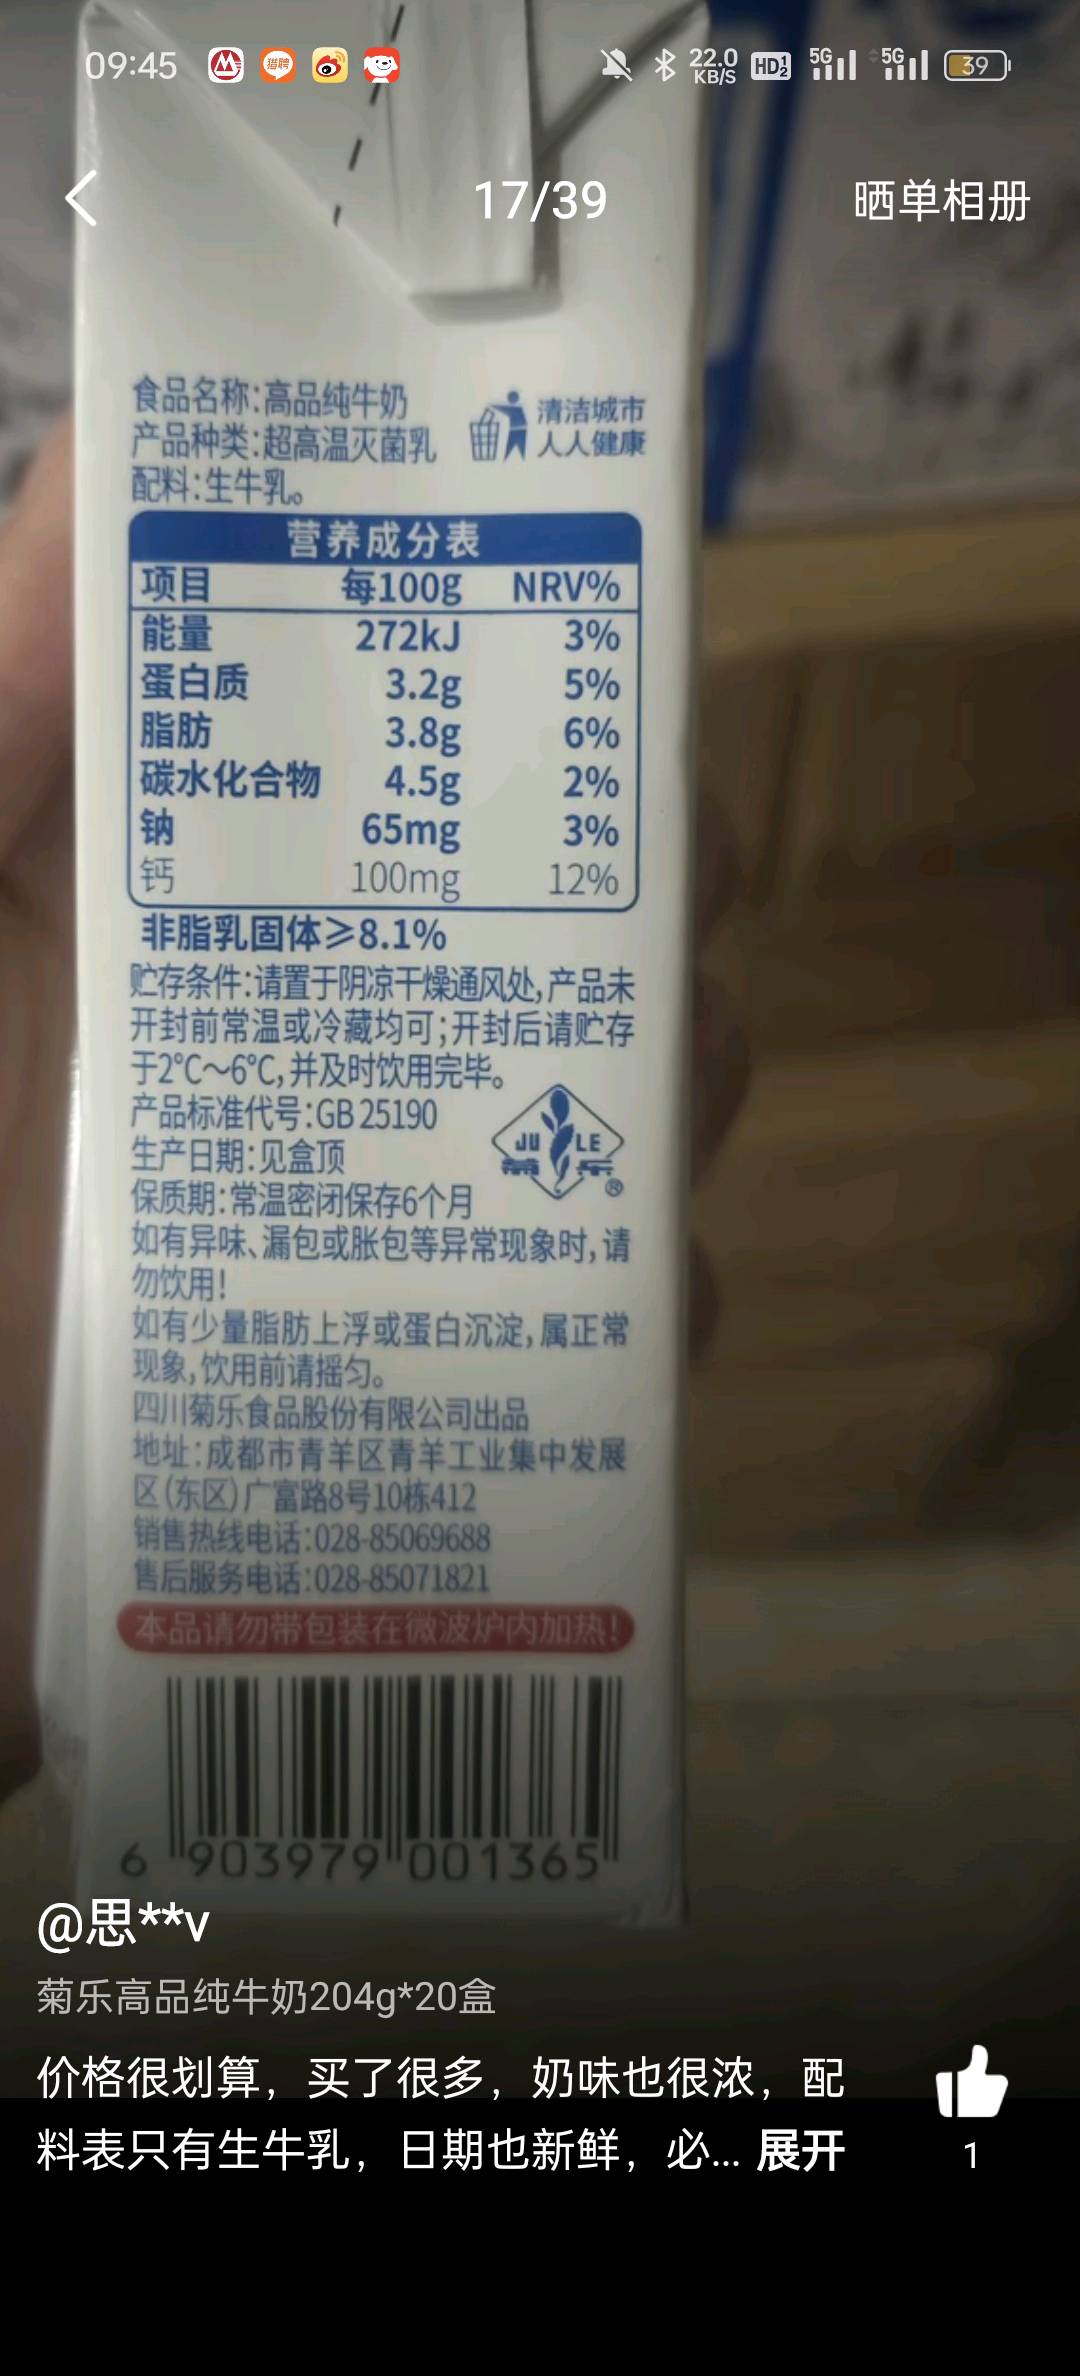 09:45
猎聘
22.0
KB/S
HD
5G
5G
39
17/39
晒单相册
食品名称:高品纯牛奶
产品种类:超高温灭菌乳
配料:生牛乳。
清洁城市
人人健康
营养成分表
项目 每100g NRV%
能量 272kJ 3%
蛋白质 3.2g 5%
脂肪 3.8g 6%
碳水化合物 4.5g 2%
钠 65mg 3%
钙 100mg 12%
非脂乳固体≥8.1%
贮存条件:请置于阴凉干燥通风处,产品未
开封前常温或冷藏均可;开封后请贮存
于2℃~6℃,并及时饮用完毕。
产品标准代号:GB 25190
生产日期:见盒顶
保质期:常温密闭保存6个月
JU LE
®
如有异味、漏包或胀包等异常现象时,请
勿饮用!
如有少量脂肪上浮或蛋白沉淀,属正常
现象,饮用前请摇匀。
四川菊乐食品股份有限公司出品
地址:成都市青羊区青羊工业集中发展
区(东区)广富路8号10栋412
销售热线电话:028-85069688
售后服务电话:028-85071821
本品请勿带包装在微波炉内加热!
6 903979 001365
@思**v
菊乐高品纯牛奶204g*20盒
价格很划算，买了很多，奶味也很浓，配
料表只有生牛乳，日期也新鲜，必... 展开
1